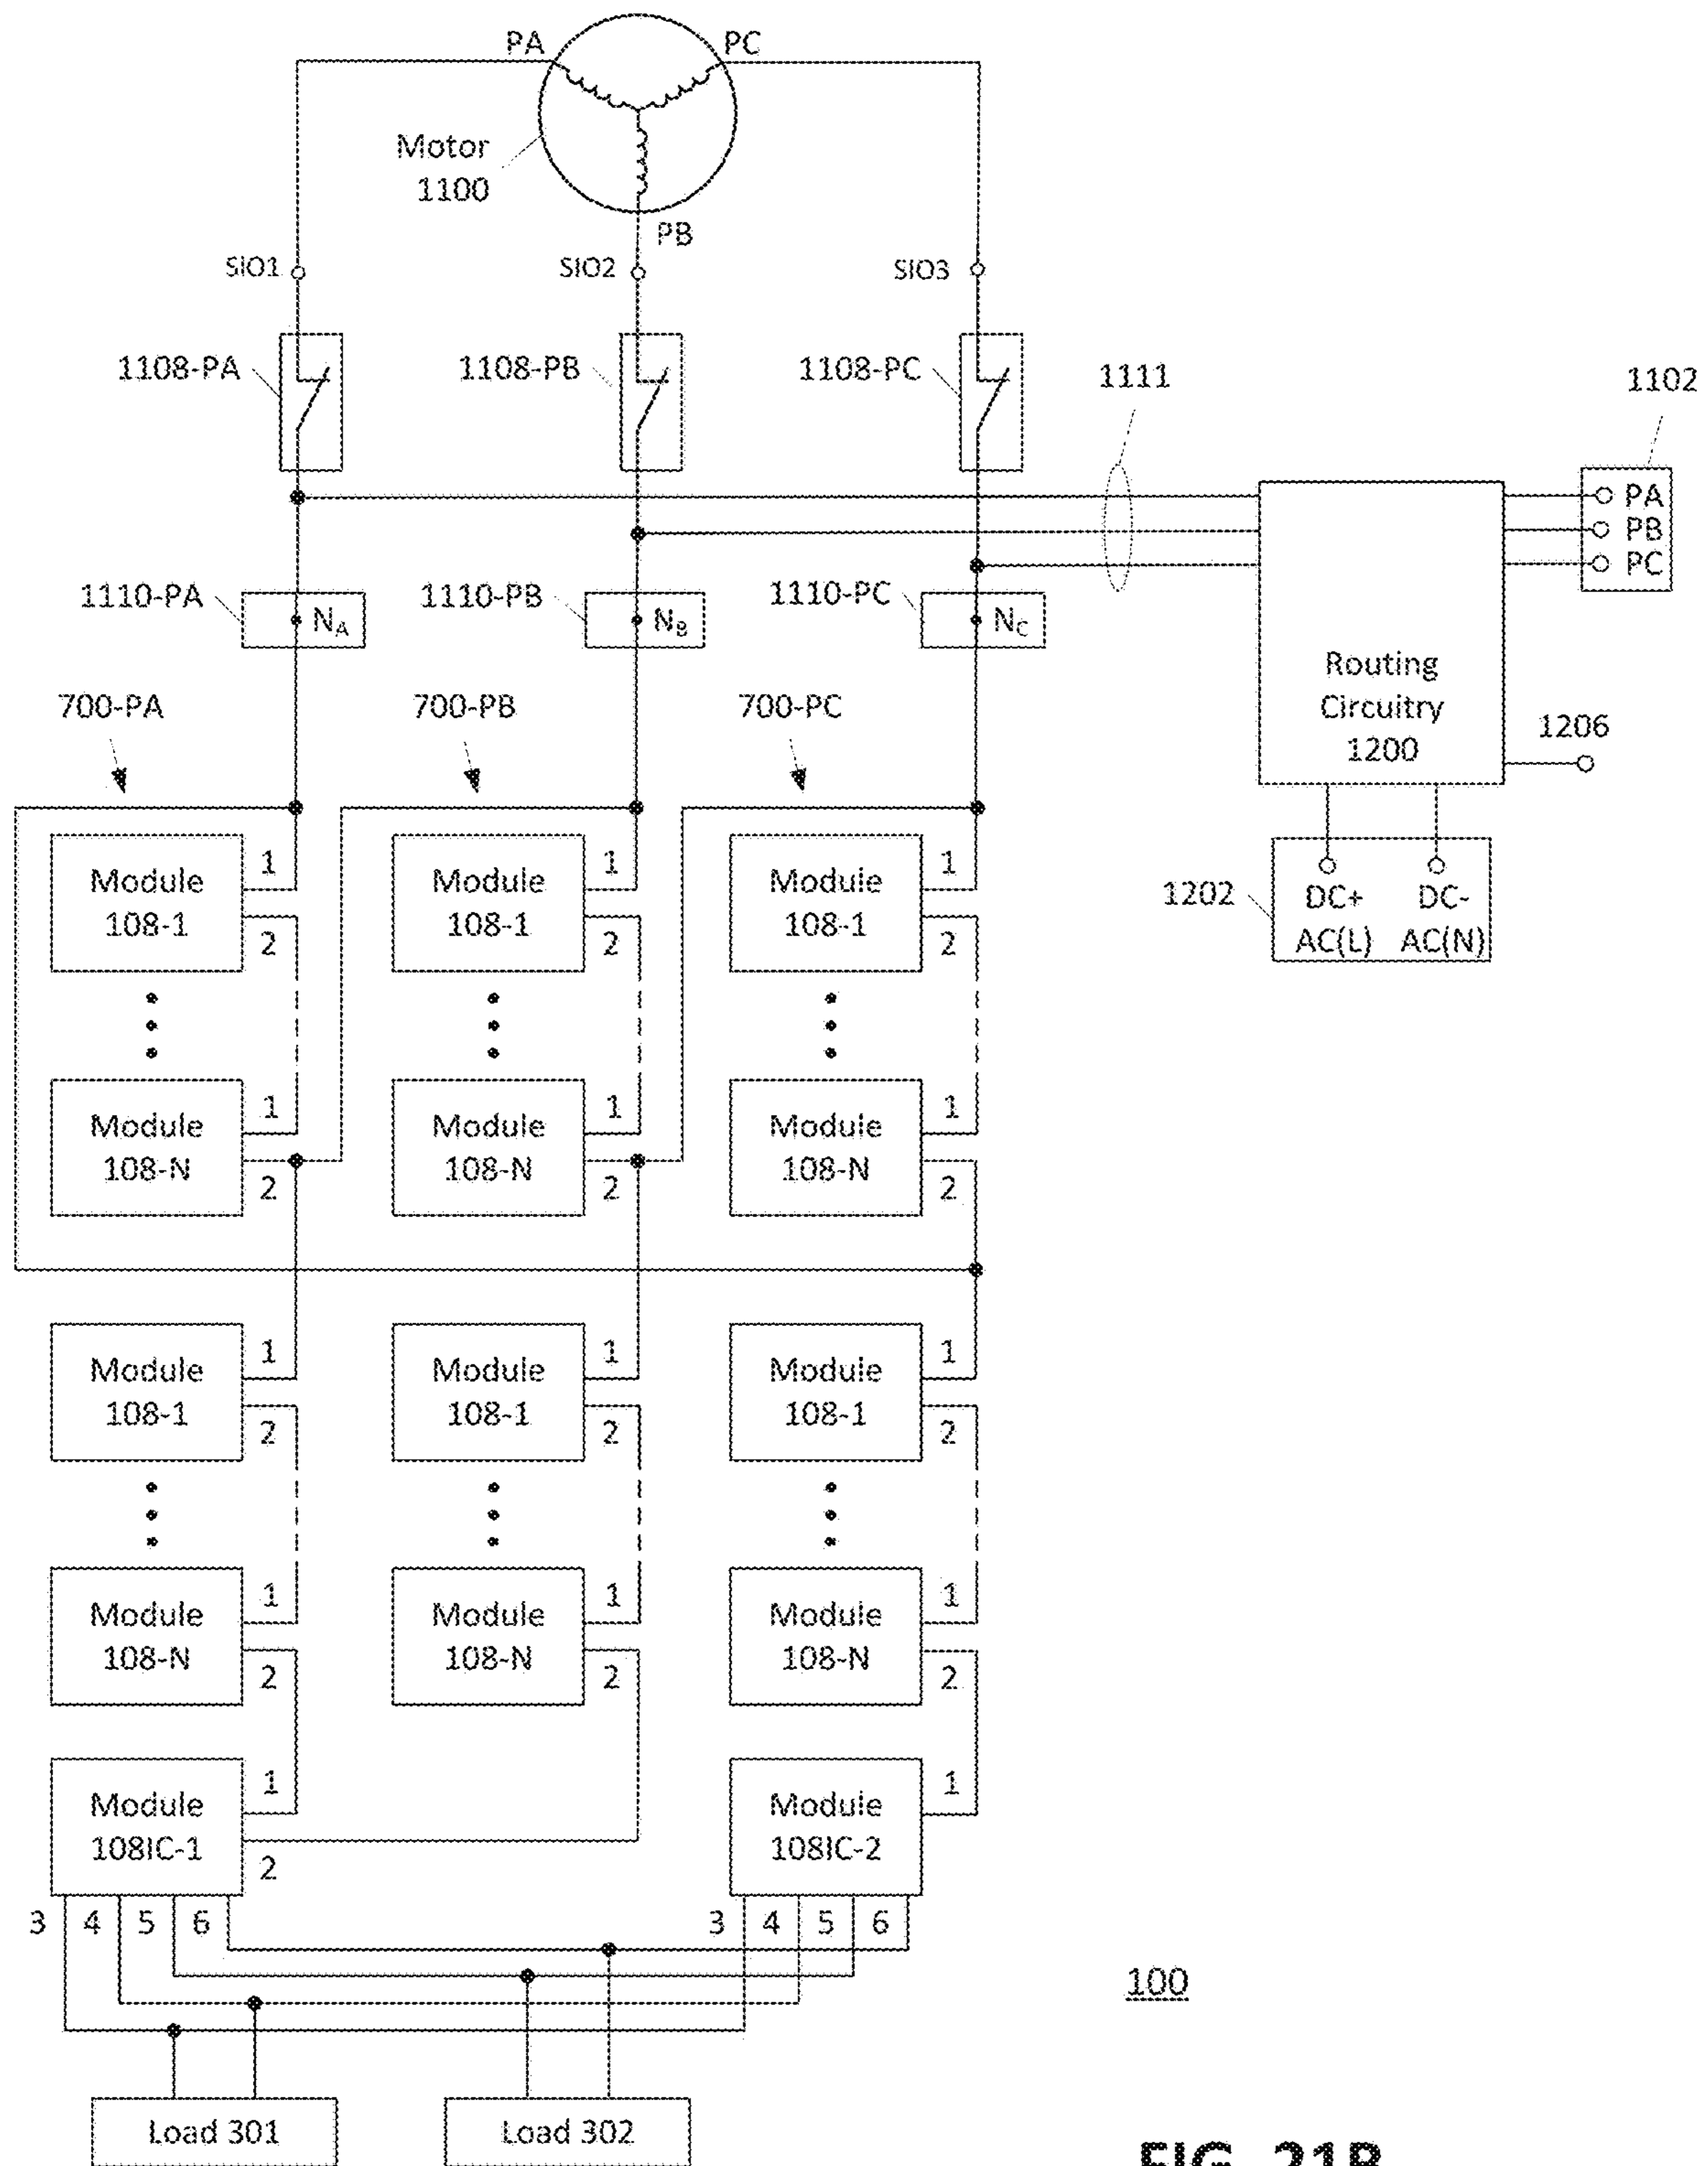 PA
PC
Motor
1100
PB
SIO1
SIO2
SIO3
1108-PA
1108-PB
1108-PC
1111
1102
PA
PB
PC
1110-PA
N_A
1110-PB
N_B
1110-PC
N_C
Routing
Circuitry
1200
1206
700-PA
700-PB
700-PC
1202
DC+
DC-
AC(L)
AC(N)
Module
108-1
1
2
Module
108-1
1
2
Module
108-1
1
2
Module
108-N
1
2
Module
108-N
1
2
Module
108-N
1
2
Module
108-1
1
2
Module
108-1
1
2
Module
108-1
1
2
Module
108-N
1
2
Module
108-N
1
2
Module
108-N
1
2
Module
108IC-1
1
2
3
4
5
6
Module
108IC-2
1
3
4
5
6
100
Load 301
Load 302
FIG. 21B